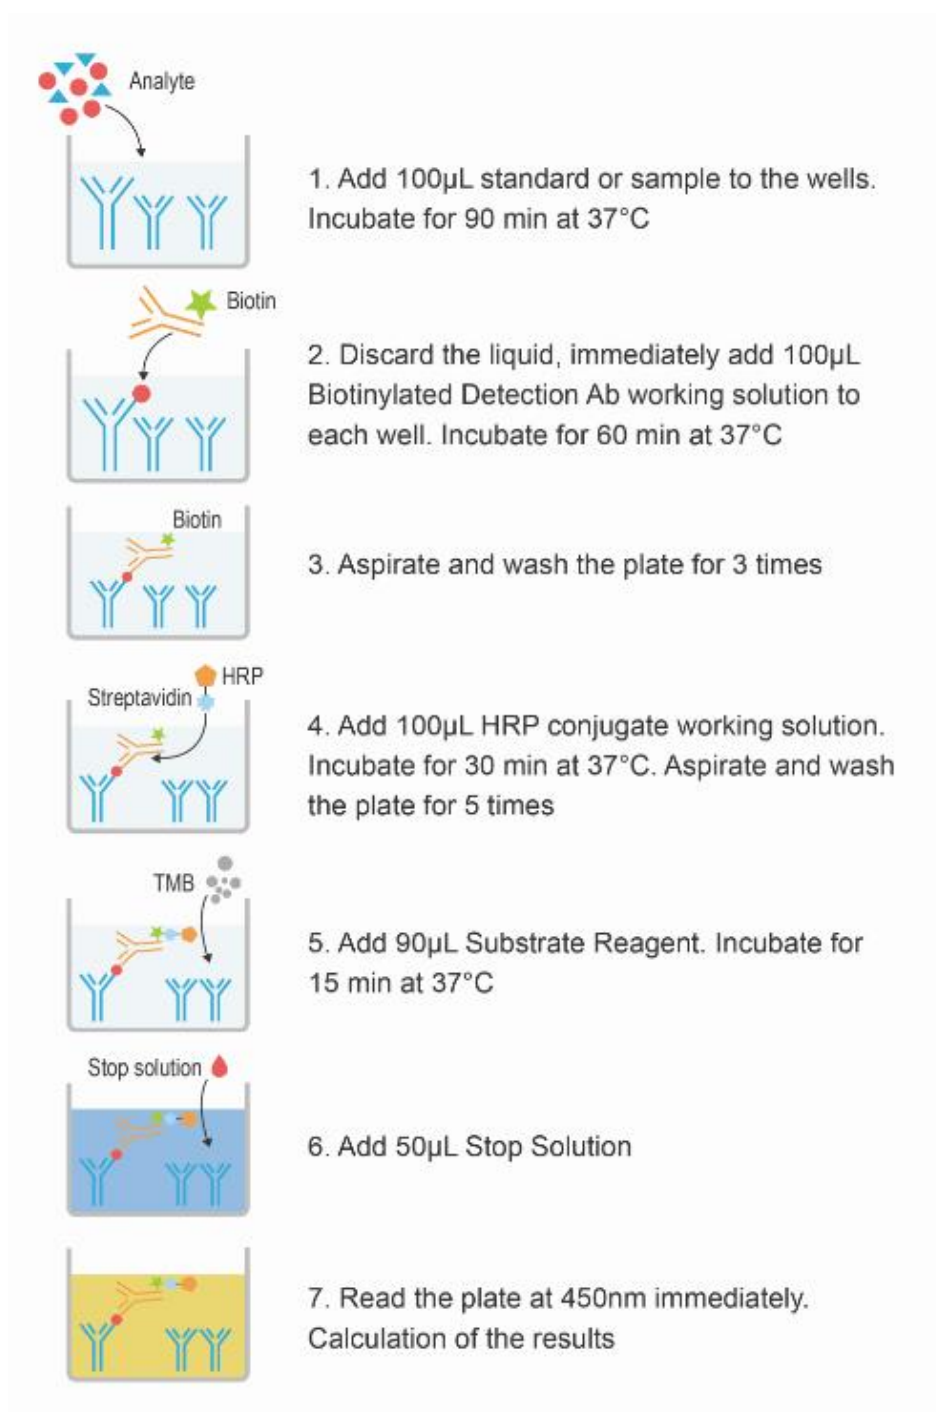 Analyte
1. Add 100μL standard or sample to the wells.
Incubate for 90 min at 37°C
Biotin
2. Discard the liquid, immediately add 100μL
Biotinylated Detection Ab working solution to
each well. Incubate for 60 min at 37°C
Biotin
3. Aspirate and wash the plate for 3 times
HRP
Streptavidin
4. Add 100μL HRP conjugate working solution.
Incubate for 30 min at 37°C. Aspirate and wash
the plate for 5 times
TMB
5. Add 90μL Substrate Reagent. Incubate for
15 min at 37°C
Stop solution
6. Add 50μL Stop Solution
7. Read the plate at 450nm immediately.
Calculation of the results